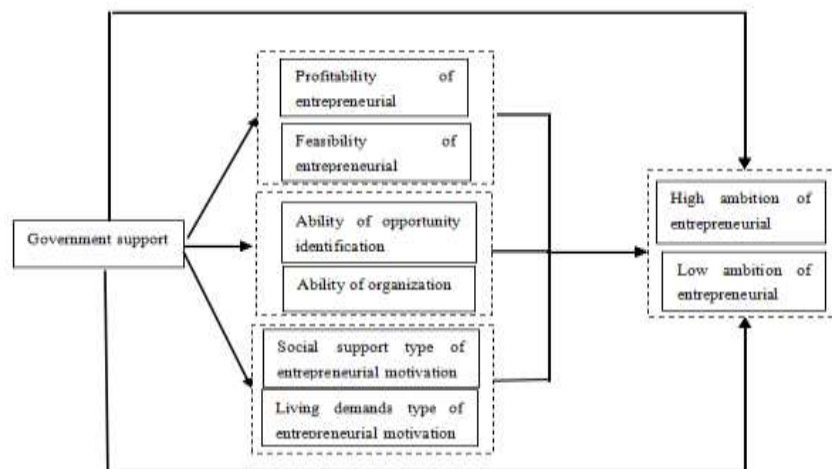 Profitability of
entrepreneurial
Feasibility of
entrepreneurial
Government support
Ability of opportunity
identification
Ability of organization
Social support type of
entrepreneurial motivation
Living demands type of
entrepreneurial motivation
High ambition of
entrepreneurial
Low ambition of
entrepreneurial